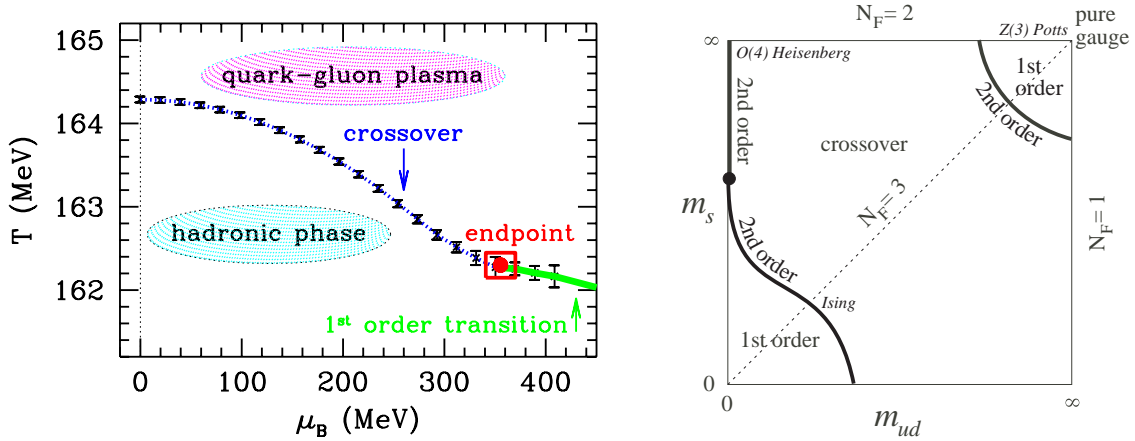 165
164
163
162
T (MeV)
quark-gluon plasma
crossover
hadronic phase
endpoint
1st order transition
0
100
200
300
400
μB (MeV)
NF= 2
pure
gauge
Z(3) Potts
∞
O(4) Heisenberg
2nd order
1st
order
2nd order
crossover
NF= 3
NF= 1
ms
2nd order
Ising
1st order
0
0
mud
∞